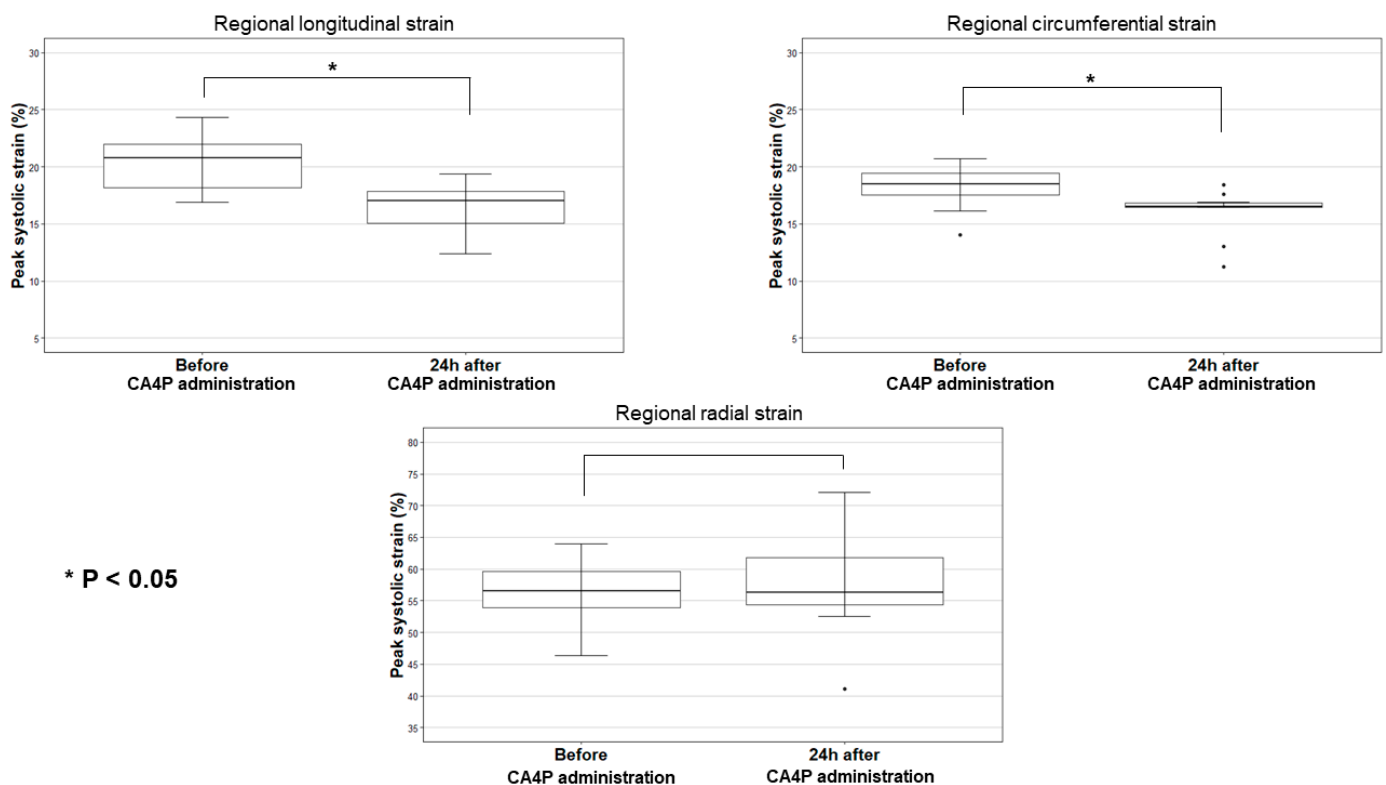 Regional longitudinal strain
*
Peak systolic strain (%)
30
25
20
15
10
5
Before
CA4P administration
24h after
CA4P administration
Regional circumferential strain
*
Peak systolic strain (%)
30
25
20
15
10
5
Before
CA4P administration
24h after
CA4P administration
Regional radial strain
Peak systolic strain (%)
80
75
70
65
60
55
50
45
40
35
Before
CA4P administration
24h after
CA4P administration
* P < 0.05